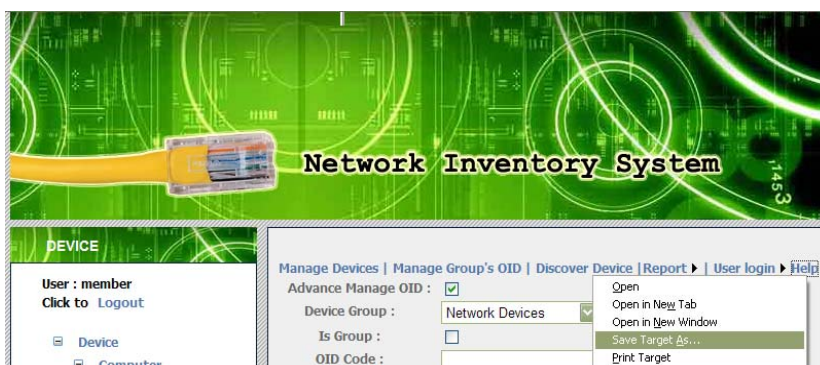 Network Inventory System
1453
DEVICE
User : member
Click to Logout
Device
Computer
Manage Devices | Manage Group's OID | Discover Device |Report | User login Help
Advance Manage OID :
Device Group :
Network Devices
Is Group :
OID Code :
Open
Open in New Tab
Open in New Window
Save Target As...
Print Target